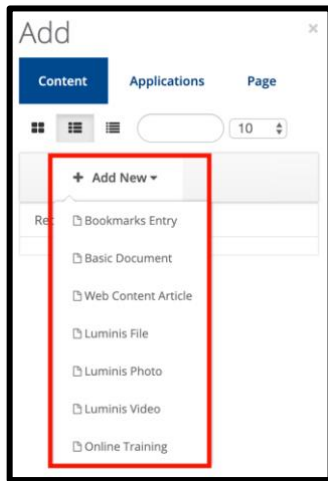 Add ×
Content Applications Page
10
+ Add New
Rec
Bookmarks Entry
Basic Document
Web Content Article
Luminis File
Luminis Photo
Luminis Video
Online Training